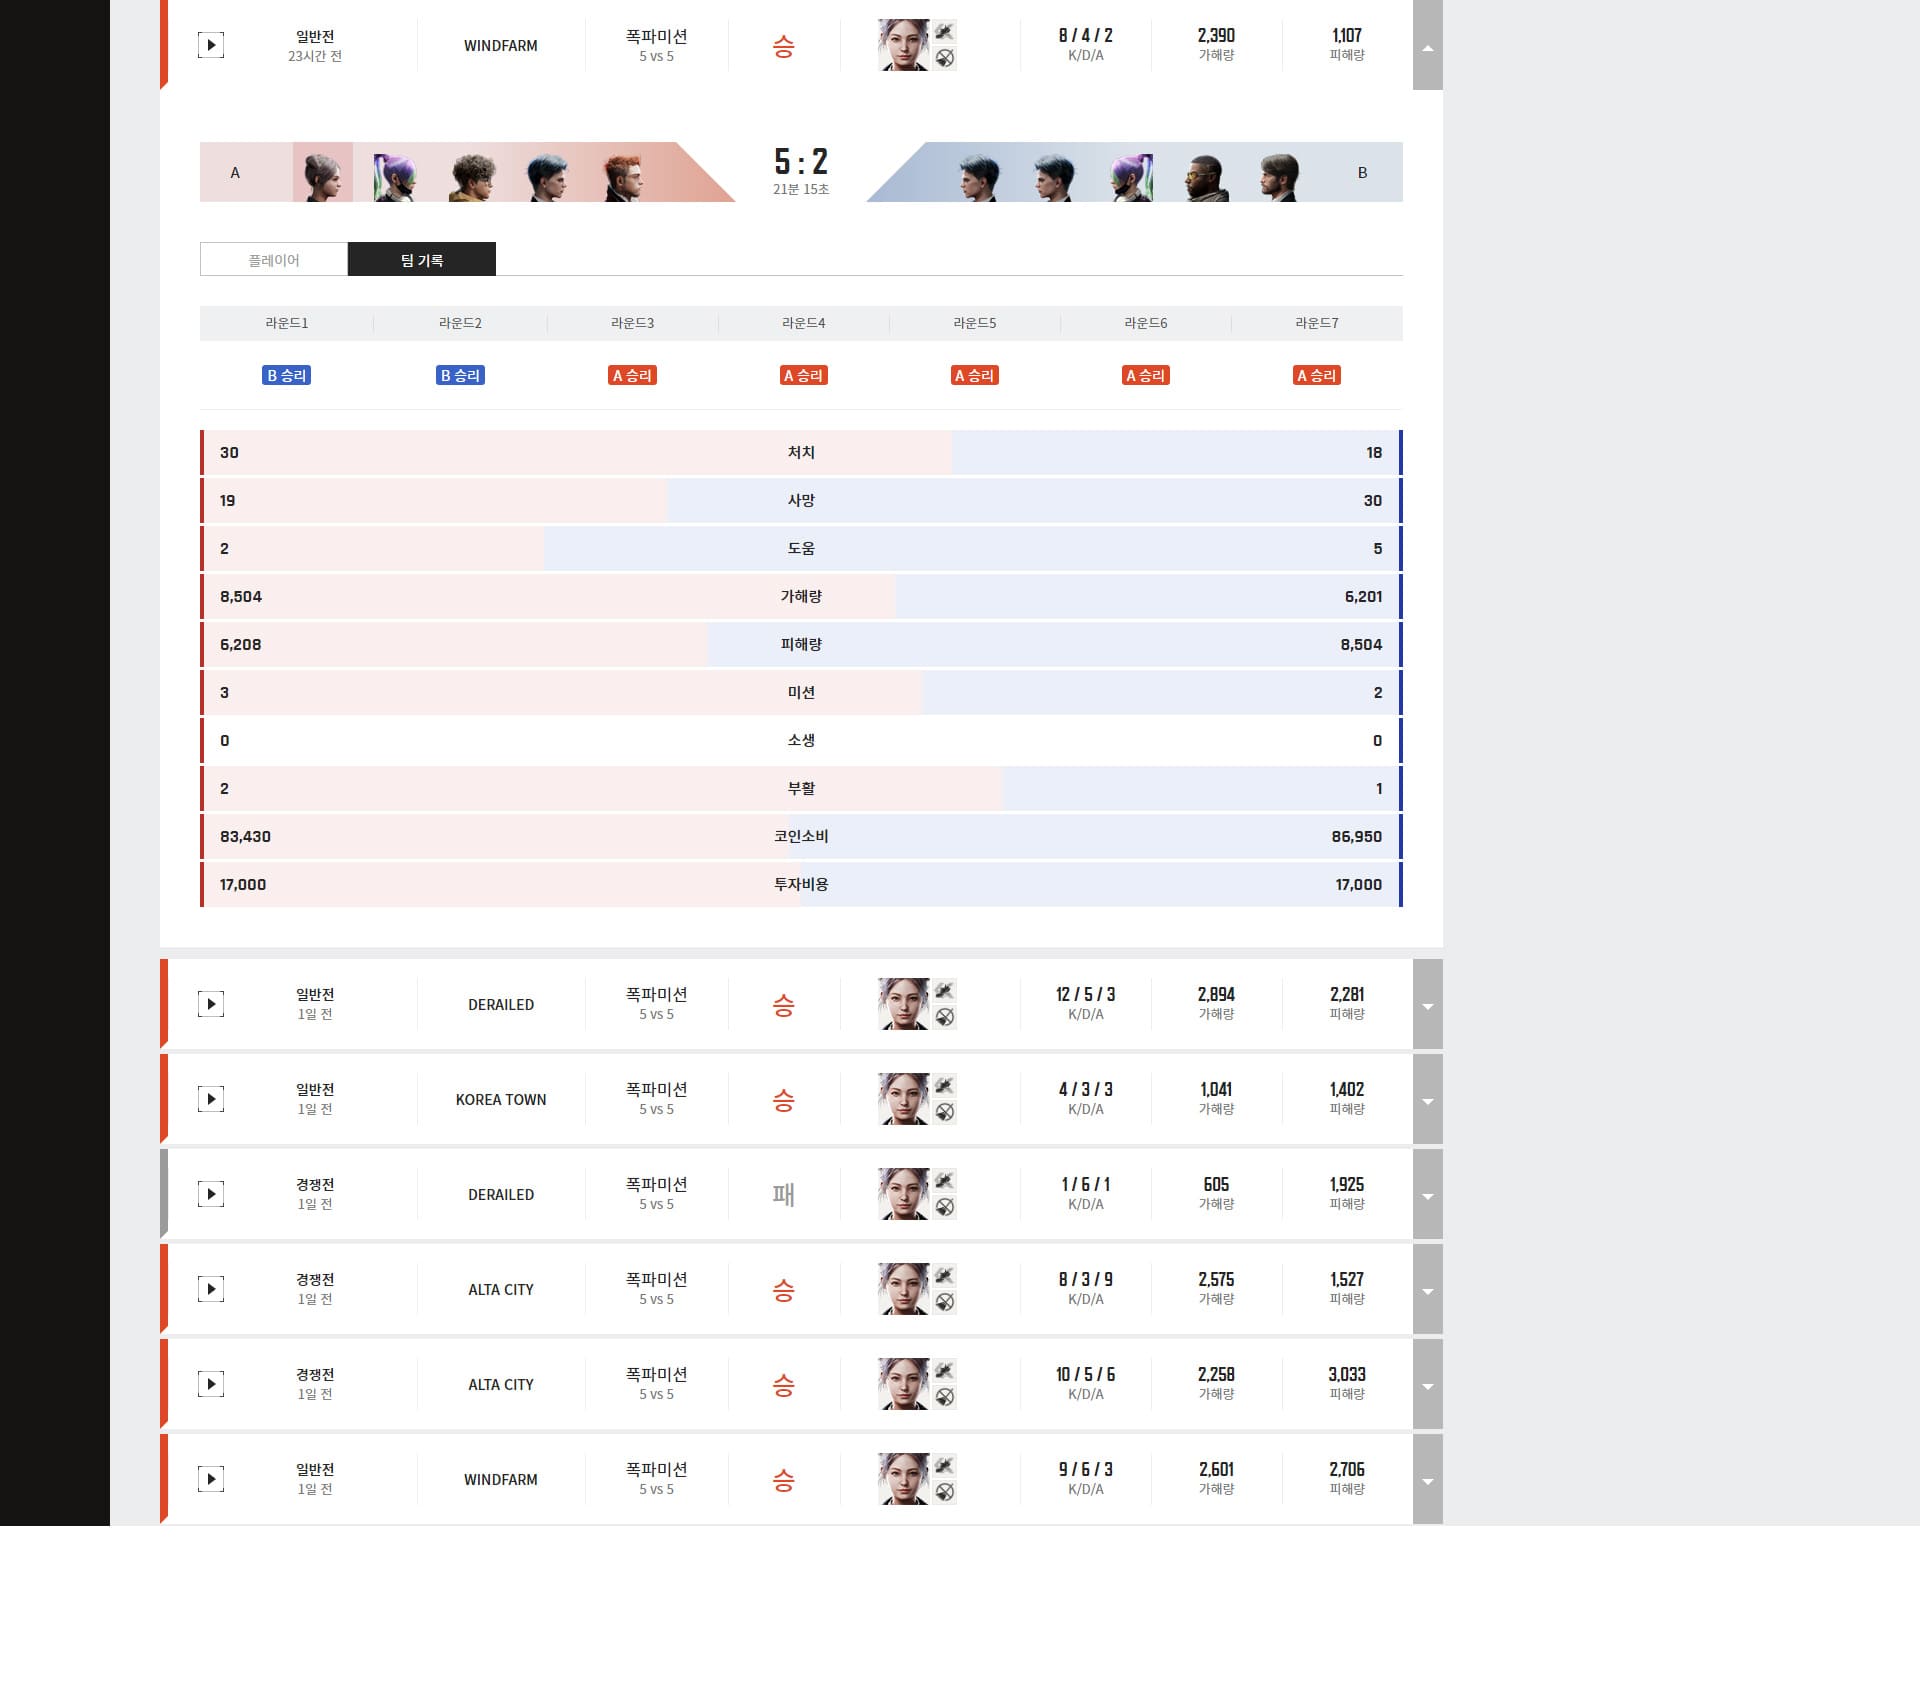 일반전
23시간 전
WINDFARM
폭파미션
5 vs 5
승
8 / 4 / 2
K/D/A
2,390
가해량
1,107
피해량
A
5 : 2
21분 15초
B
플레이어
팀 기록
라운드1 라운드2 라운드3 라운드4 라운드5 라운드6 라운드7
B 승리 B 승리 A 승리 A 승리 A 승리 A 승리 A 승리
30 처치 18
19 사망 30
2 도움 5
8,504 가해량 6,201
6,208 피해량 8,504
3 미션 2
0 소생 0
2 부활 1
83,430 코인소비 86,950
17,000 투자비용 17,000
일반전
1일 전
DERAILED
폭파미션
5 vs 5
승
12 / 5 / 3
K/D/A
2,894
가해량
2,281
피해량
일반전
1일 전
KOREA TOWN
폭파미션
5 vs 5
승
4 / 3 / 3
K/D/A
1,041
가해량
1,402
피해량
경쟁전
1일 전
DERAILED
폭파미션
5 vs 5
패
1 / 6 / 1
K/D/A
605
가해량
1,925
피해량
경쟁전
1일 전
ALTA CITY
폭파미션
5 vs 5
승
8 / 3 / 9
K/D/A
2,575
가해량
1,527
피해량
경쟁전
1일 전
ALTA CITY
폭파미션
5 vs 5
승
10 / 5 / 6
K/D/A
2,258
가해량
3,033
피해량
일반전
1일 전
WINDFARM
폭파미션
5 vs 5
승
9 / 6 / 3
K/D/A
2,601
가해량
2,706
피해량